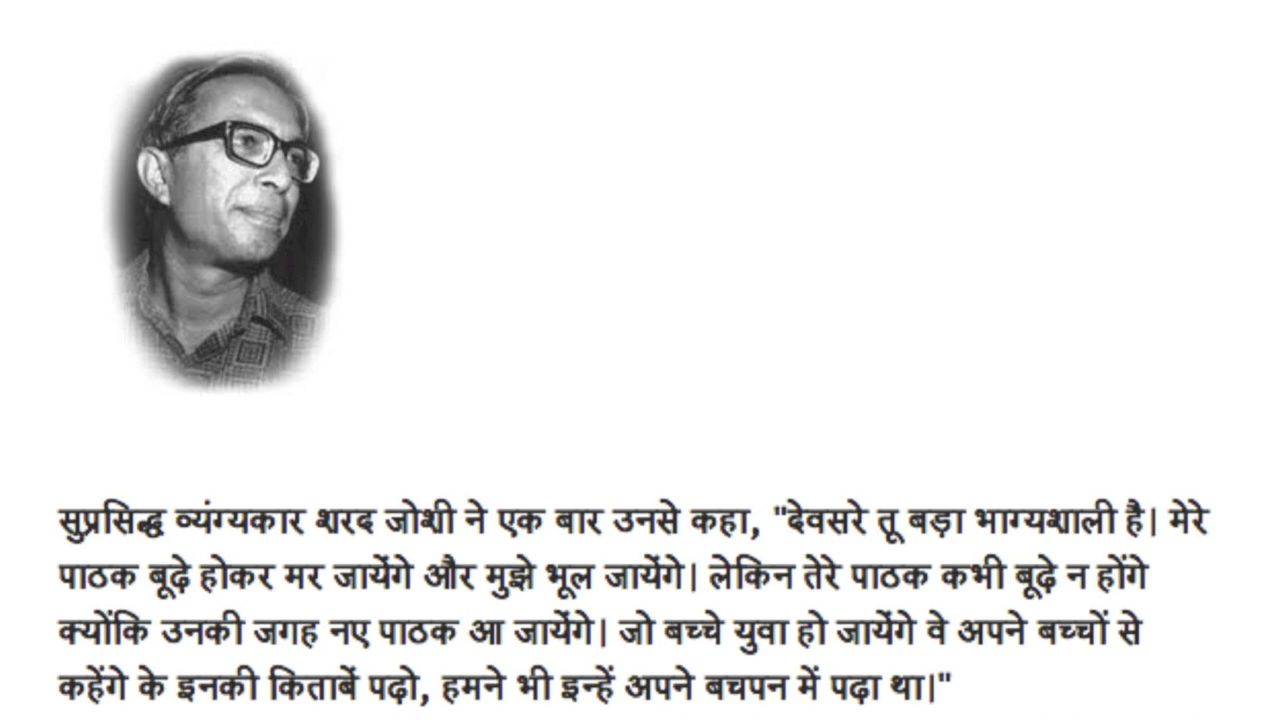 सुप्रसिद्ध व्यंग्यकार शरद जोशी ने एक बार उनसे कहा, "देवसरे तू बड़ा भाग्यशाली है| मेरे
पाठक बूढ़े होकर मर जायेंगे और मुझे भूल जायेंगे| लेकिन तेरे पाठक कभी बूढ़े न होंगे
क्योंकि उनकी जगह नए पाठक आ जायेंगे| जो बच्चे युवा हो जायेंगे वे अपने बच्चों से
कहेंगे के इनकी किताबें पढ़ो, हमने भी इन्हें अपने बचपन में पढ़ा था|"